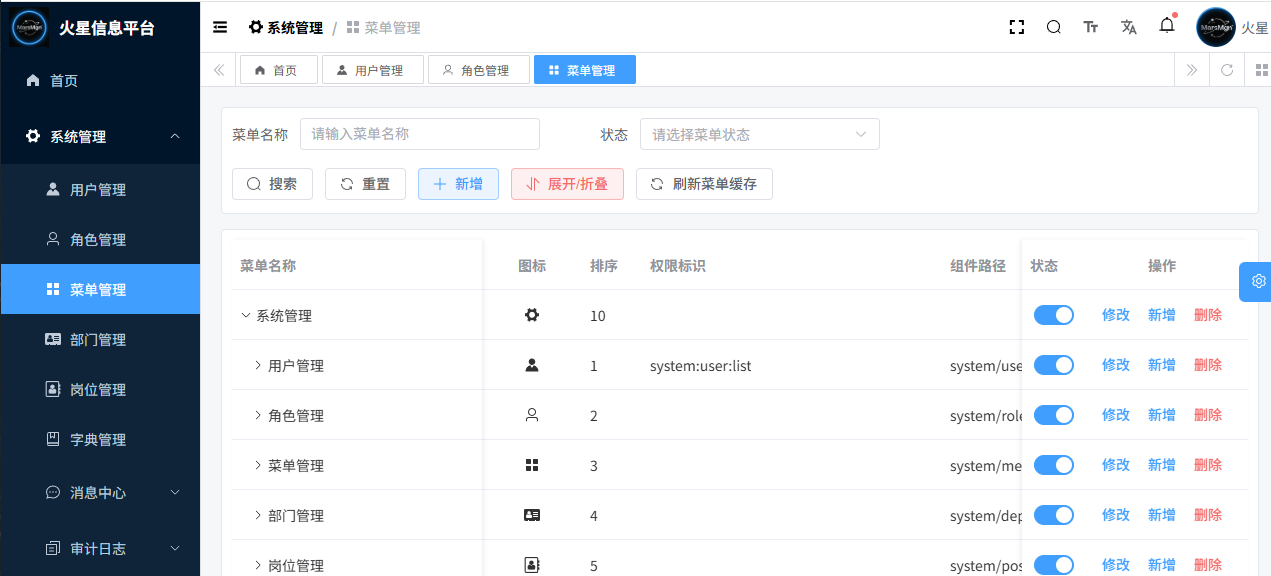 MarsMgn
火星信息平台
系统管理 / 菜单管理
MarsMgn
火星
首页
用户管理
角色管理
菜单管理
首页
系统管理
用户管理
角色管理
菜单管理
部门管理
岗位管理
字典管理
消息中心
审计日志
菜单名称 请输入菜单名称 状态 请选择菜单状态
搜索 重置 新增 展开/折叠 刷新菜单缓存
菜单名称 图标 排序 权限标识 组件路径 状态 操作
系统管理 10 修改 新增 删除
用户管理 1 system:user:list system/use 修改 新增 删除
角色管理 2 system/role 修改 新增 删除
菜单管理 3 system/me 修改 新增 删除
部门管理 4 system/dep 修改 新增 删除
岗位管理 5 system/pos 修改 新增 删除